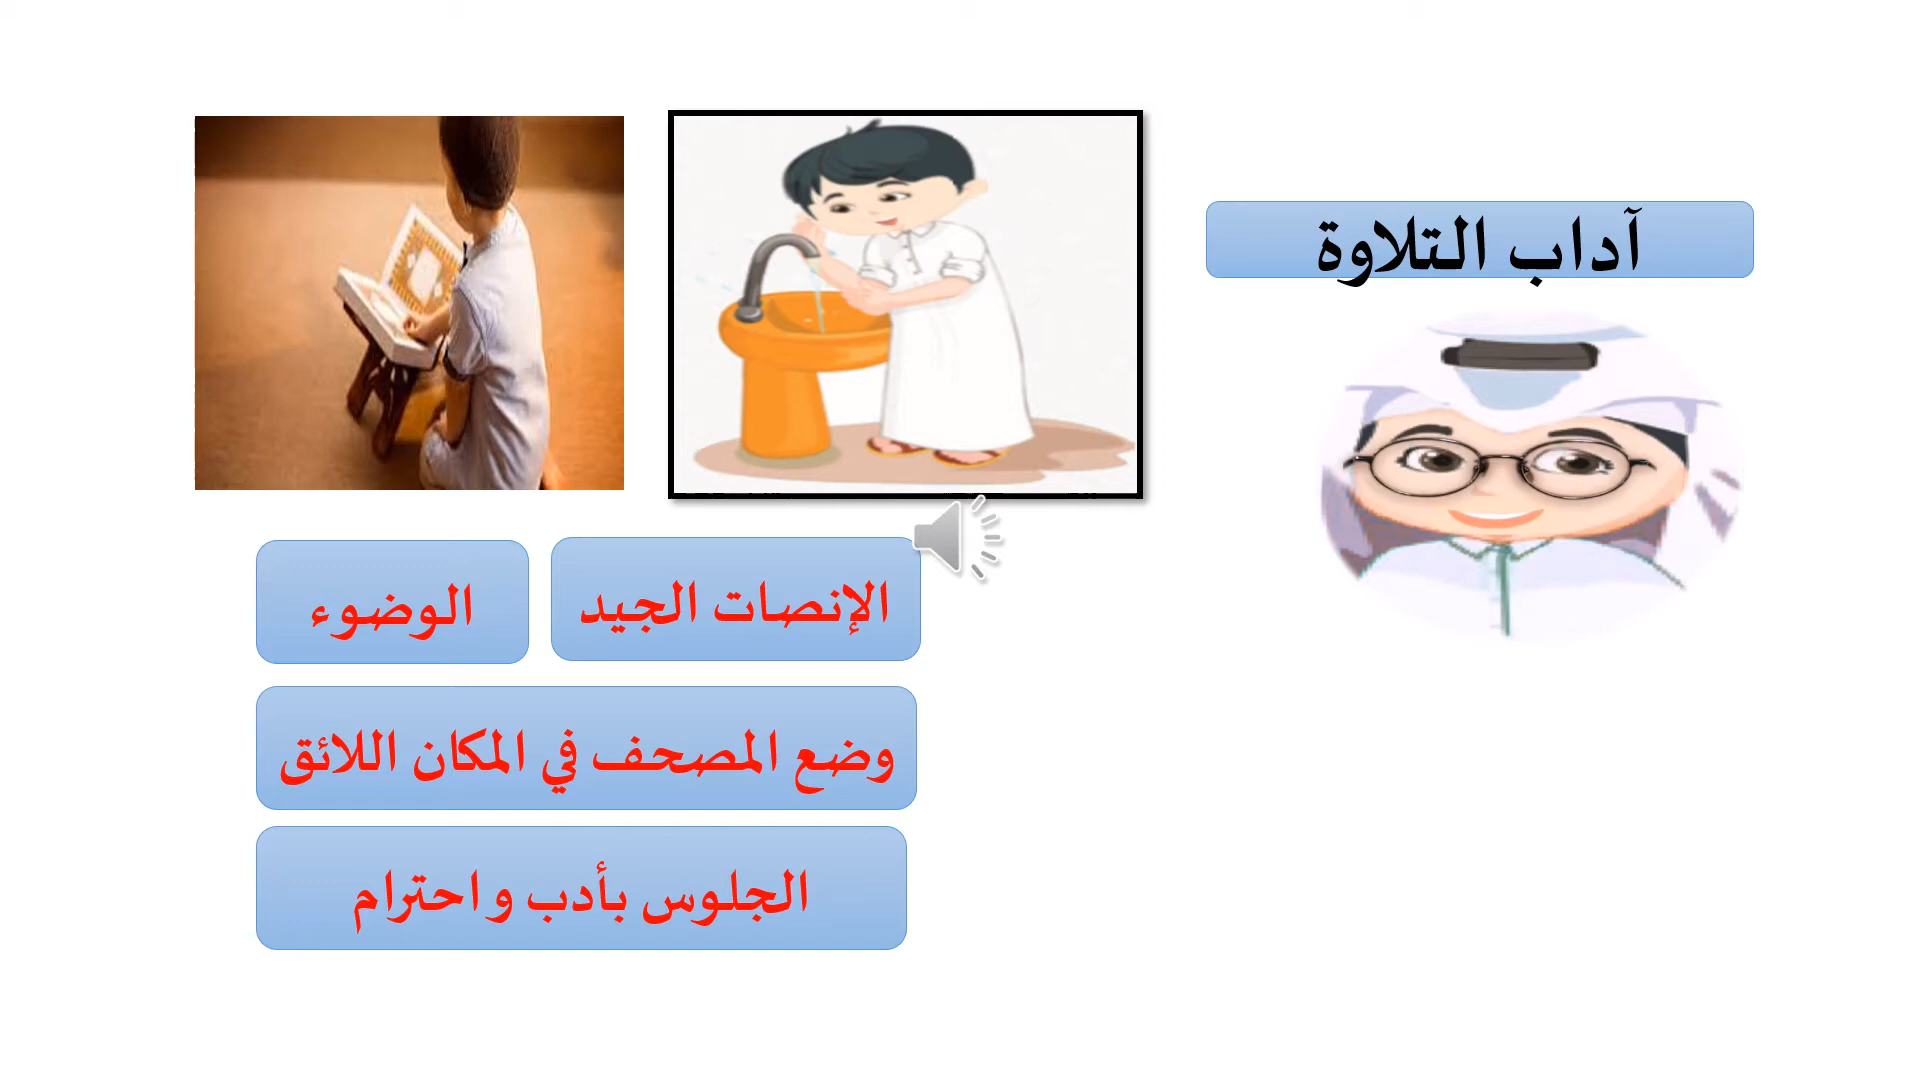 آداب التلاوة
الإنصات الجيد
الوضوء
وضع المصحف في المكان اللائق
الجلوس بأدب و احترام